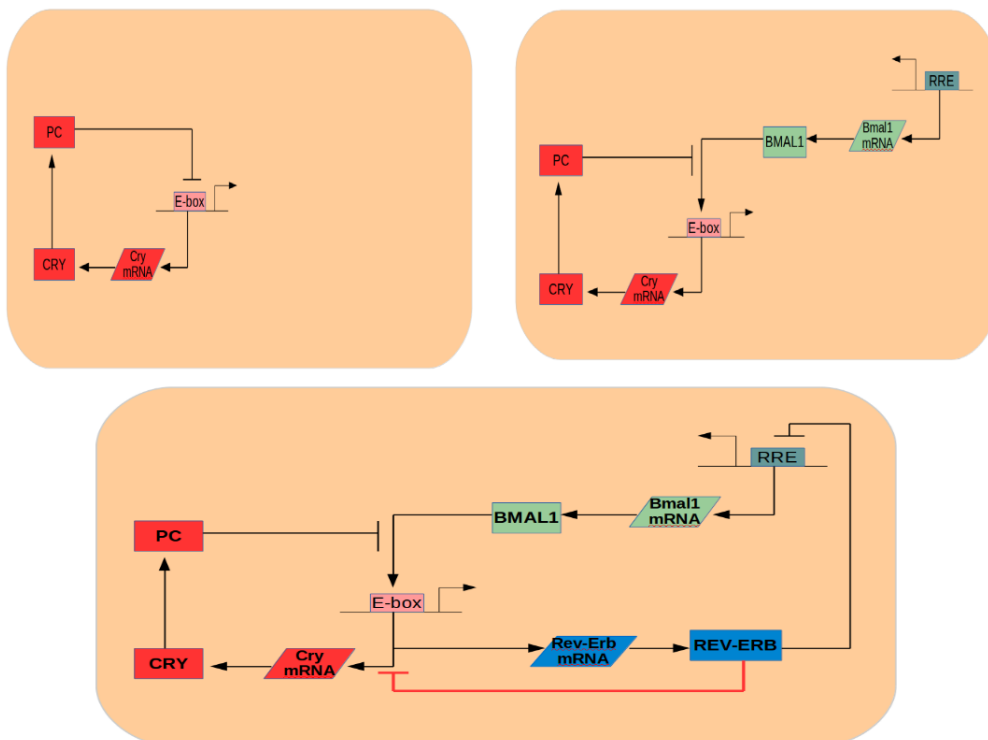 PC
E-box
CRY
Cry
mRNA
RRE
Bmal1
mRNA
BMAL1
PC
E-box
CRY
Cry
mRNA
RRE
Bmal1
mRNA
BMAL1
PC
E-box
Rev-Erb
mRNA
REV-ERB
CRY
Cry
mRNA